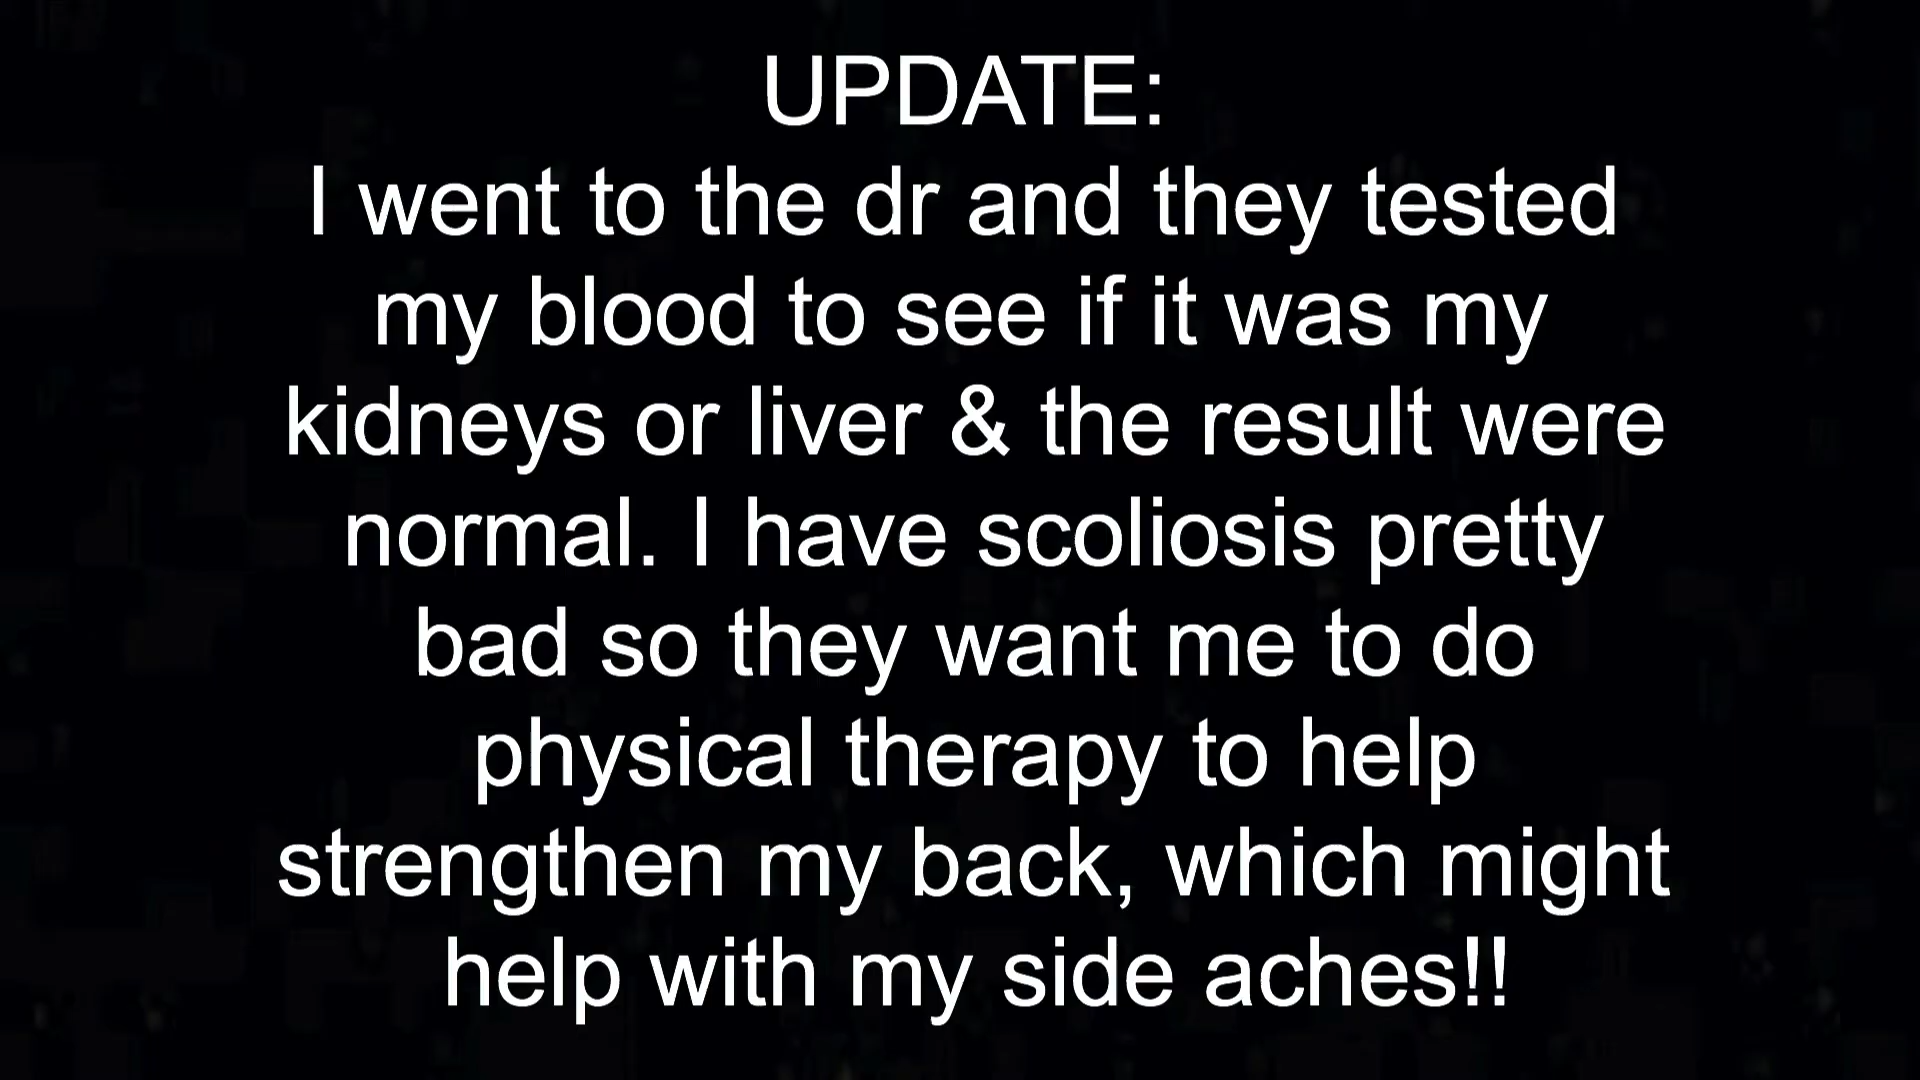 UPDATE:
I went to the dr and they tested
my blood to see if it was my
kidneys or liver & the result were
normal. I have scoliosis pretty
bad so they want me to do
physical therapy to help
strengthen my back, which might
help with my side aches!!